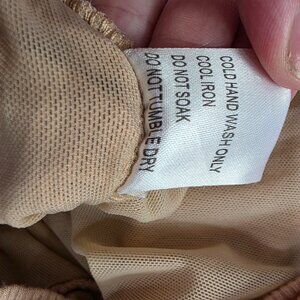 COLD HAND WASH ONLY
COOL IRON
DO NOT SOAK
DO NOT TUMBLE DRY